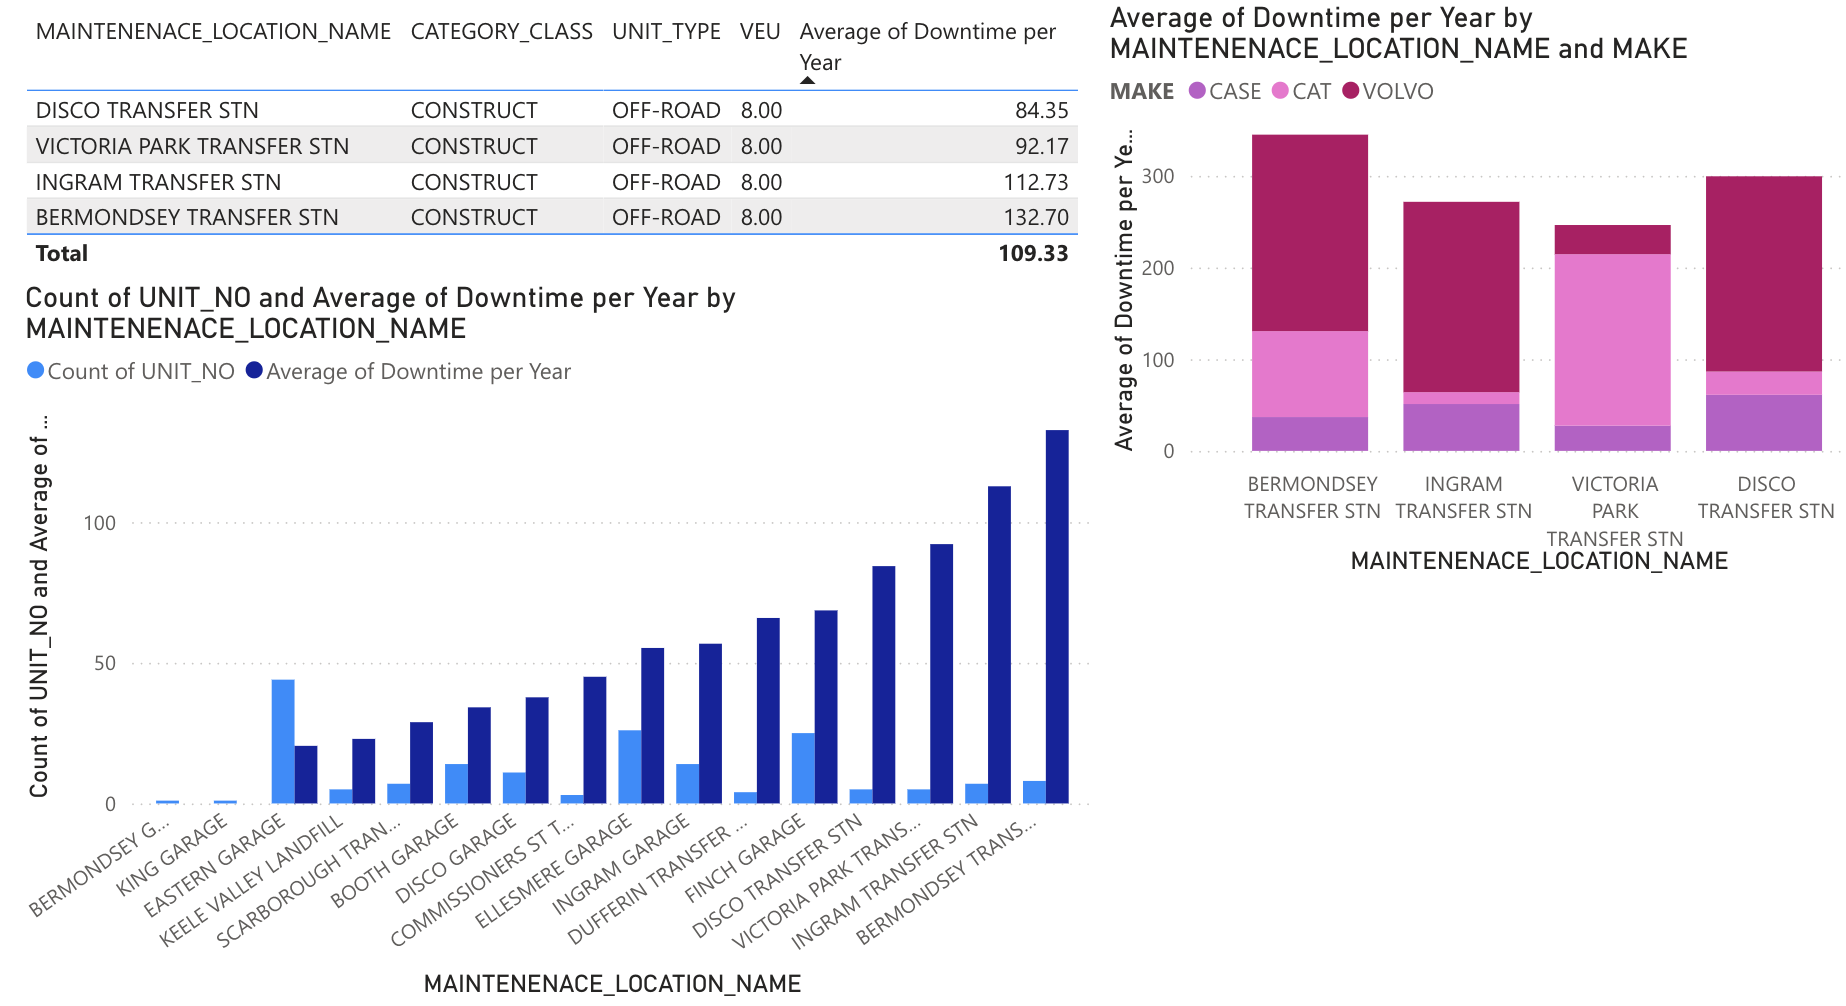 MAINTENENACE_LOCATION_NAME CATEGORY_CLASS UNIT_TYPE VEU Average of Downtime per Year
DISCO TRANSFER STN CONSTRUCT OFF-ROAD 8.00 84.35
VICTORIA PARK TRANSFER STN CONSTRUCT OFF-ROAD 8.00 92.17
INGRAM TRANSFER STN CONSTRUCT OFF-ROAD 8.00 112.73
BERMONDSEY TRANSFER STN CONSTRUCT OFF-ROAD 8.00 132.70
Total 109.33
Count of UNIT_NO and Average of Downtime per Year by
MAINTENENACE_LOCATION_NAME
Count of UNIT_NO Average of Downtime per Year
Count of UNIT_NO and Average of ...
100
50
0
BERMONDSEY G...
KING GARAGE
EASTERN GARAGE
KEELE VALLEY LANDFILL
SCARBOROUGH TRAN...
BOOTH GARAGE
DISCO GARAGE
COMMISSIONERS ST T...
ELLESMERE GARAGE
INGRAM GARAGE
DUFFERIN TRANSFER ...
FINCH GARAGE
DISCO TRANSFER STN
VICTORIA PARK TRANS...
INGRAM TRANSFER STN
BERMONDSEY TRANS...
MAINTENENACE_LOCATION_NAME
Average of Downtime per Year by
MAINTENENACE_LOCATION_NAME and MAKE
MAKE CASE CAT VOLVO
Average of Downtime per Ye...
300
200
100
0
BERMONDSEY
TRANSFER STN
INGRAM
TRANSFER STN
VICTORIA
PARK
TRANSFER STN
DISCO
TRANSFER STN
MAINTENENACE_LOCATION_NAME